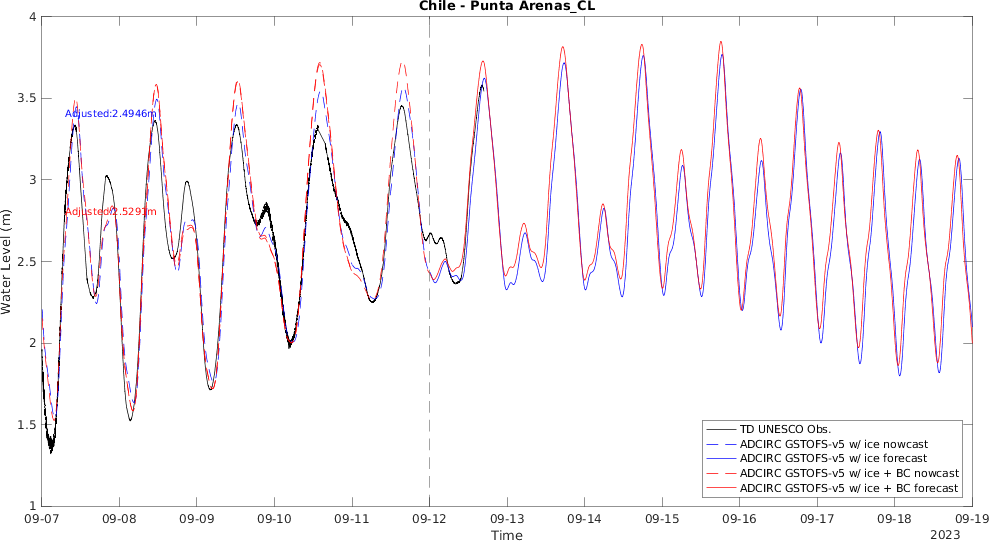 Chile - Punta Arenas_CL
Water Level (m)
4
3.5
3
2.5
2
1.5
1
Adjusted:2.4946m
Adjusted:2.5291m
TD UNESCO Obs.
ADCIRC GSTOFS-v5 w/ ice nowcast
ADCIRC GSTOFS-v5 w/ ice forecast
ADCIRC GSTOFS-v5 w/ ice + BC nowcast
ADCIRC GSTOFS-v5 w/ ice + BC forecast
09-07 09-08 09-09 09-10 09-11 09-12 09-13 09-14 09-15 09-16 09-17 09-18 09-19
Time
2023